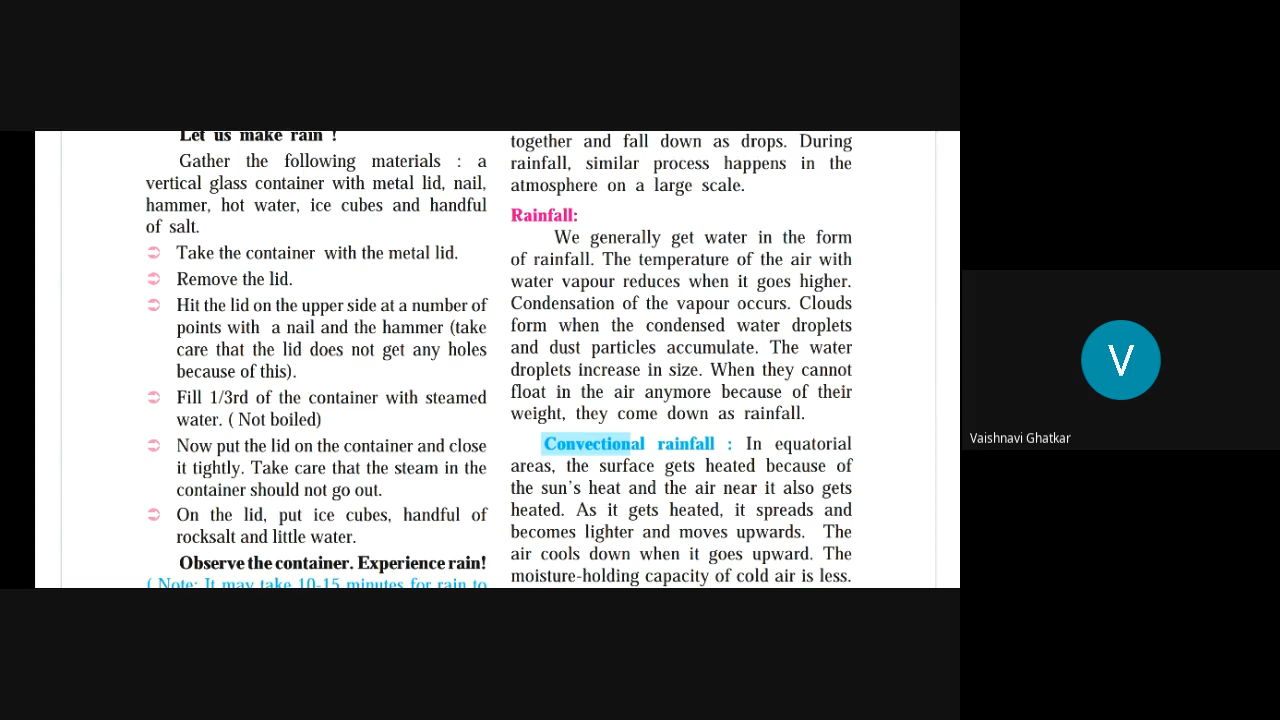 Let us make rain !
Gather the following materials : a
vertical glass container with metal lid, nail,
hammer, hot water, ice cubes and handful
of salt.
➲ Take the container with the metal lid.
➲ Remove the lid.
➲ Hit the lid on the upper side at a number of
points with a nail and the hammer (take
care that the lid does not get any holes
because of this).
➲ Fill 1/3rd of the container with steamed
water. ( Not boiled)
➲ Now put the lid on the container and close
it tightly. Take care that the steam in the
container should not go out.
➲ On the lid, put ice cubes, handful of
rocksalt and little water.
Observe the container. Experience rain!
( Note: It may take 10-15 minutes for rain to
together and fall down as drops. During
rainfall, similar process happens in the
atmosphere on a large scale.
Rainfall:
We generally get water in the form
of rainfall. The temperature of the air with
water vapour reduces when it goes higher.
Condensation of the vapour occurs. Clouds
form when the condensed water droplets
and dust particles accumulate. The water
droplets increase in size. When they cannot
float in the air anymore because of their
weight, they come down as rainfall.
Convectional rainfall : In equatorial
areas, the surface gets heated because of
the sun's heat and the air near it also gets
heated. As it gets heated, it spreads and
becomes lighter and moves upwards. The
air cools down when it goes upward. The
moisture-holding capacity of cold air is less.
V
Vaishnavi Ghatkar